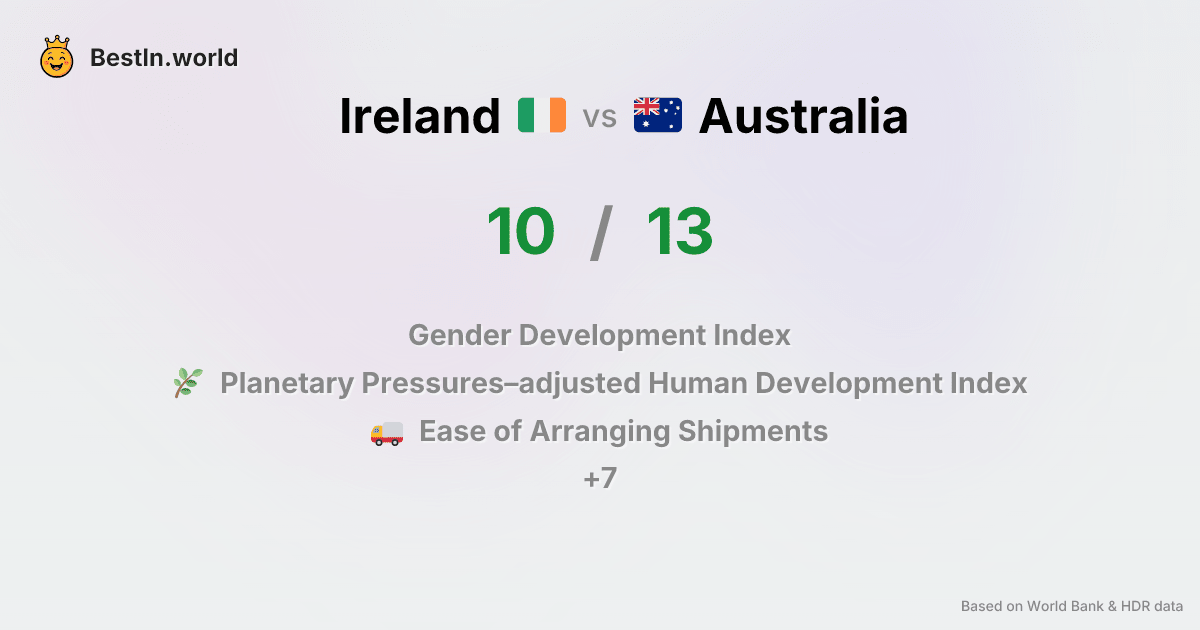 BestIn.world
Ireland vs Australia
10 / 13
Gender Development Index
Planetary Pressures–adjusted Human Development Index
Ease of Arranging Shipments
+7
Based on World Bank & HDR data